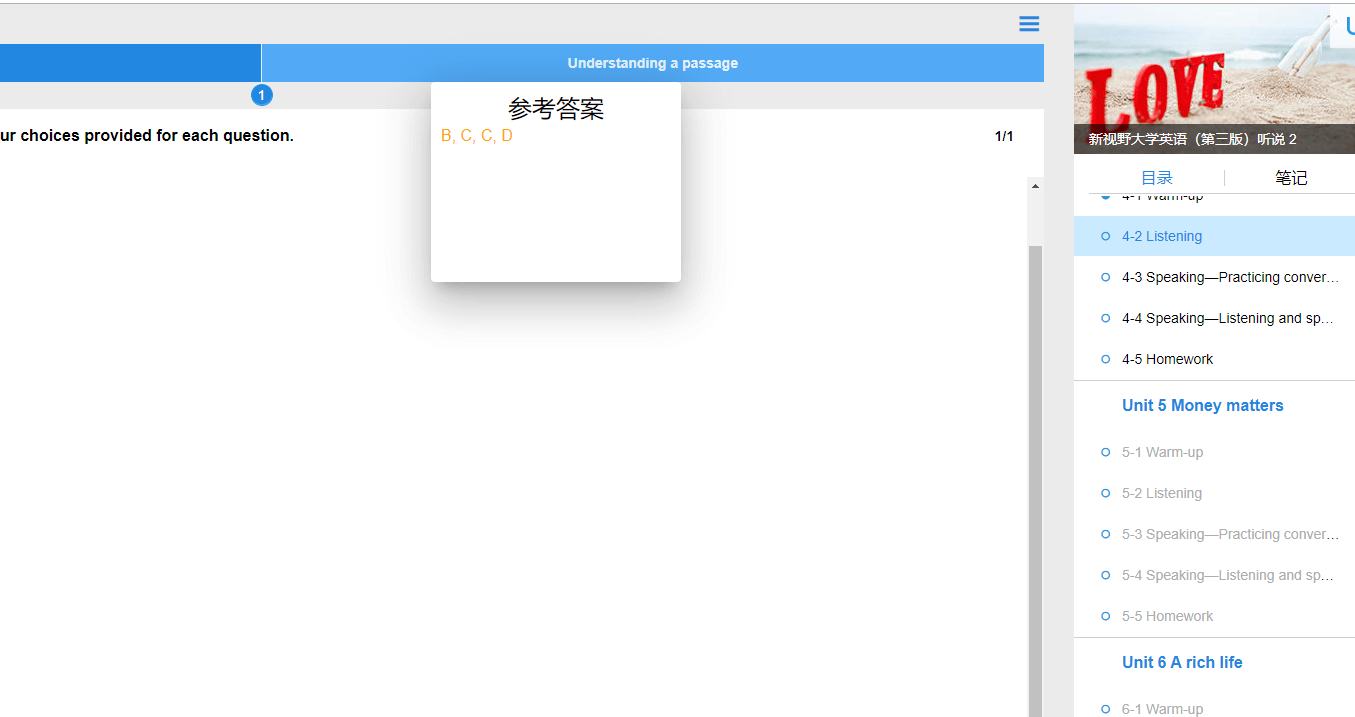 Understanding a passage
1
参考答案
B, C, C, D
ur choices provided for each question.
1/1
LOVE
新视野大学英语（第三版）听说 2
目录
笔记
4-1 Warm-up
4-2 Listening
4-3 Speaking—Practicing conver…
4-4 Speaking—Listening and sp…
4-5 Homework
Unit 5 Money matters
5-1 Warm-up
5-2 Listening
5-3 Speaking—Practicing conver…
5-4 Speaking—Listening and sp…
5-5 Homework
Unit 6 A rich life
6-1 Warm-up